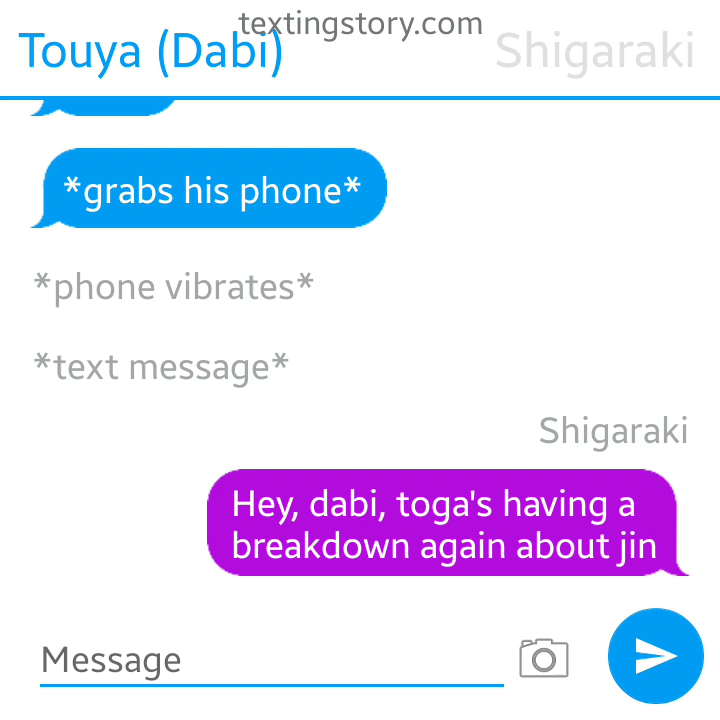 textingstory.com
Touya (Dabi)
Shigaraki
*grabs his phone*
*phone vibrates*
*text message*
Shigaraki
Hey, dabi, toga's having a
breakdown again about jin
Message